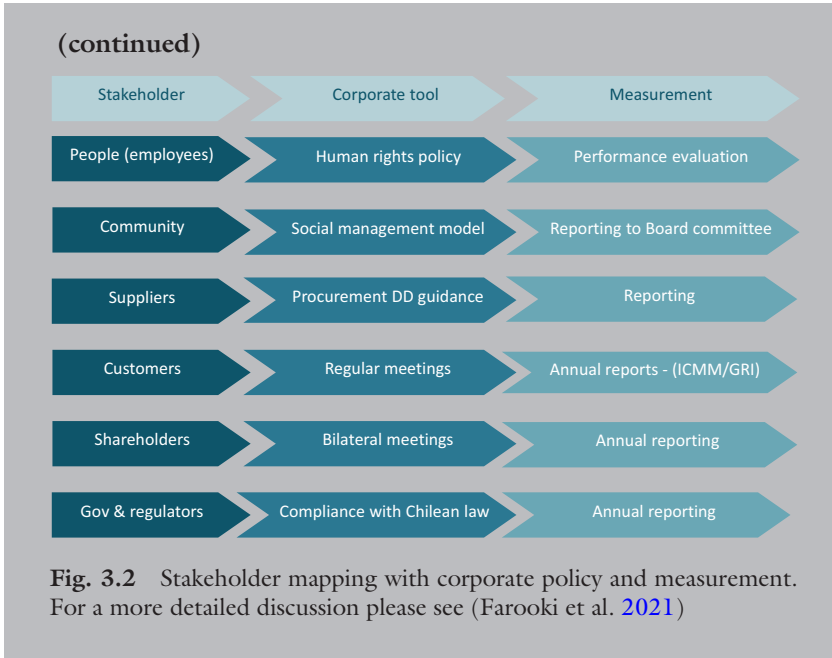 (continued)
Stakeholder Corporate tool Measurement
People (employees) Human rights policy Performance evaluation
Community Social management model Reporting to Board committee
Suppliers Procurement DD guidance Reporting
Customers Regular meetings Annual reports - (ICMM/GRI)
Shareholders Bilateral meetings Annual reporting
Gov & regulators Compliance with Chilean law Annual reporting
Fig. 3.2 Stakeholder mapping with corporate policy and measurement.
For a more detailed discussion please see (Farooki et al. 2021)